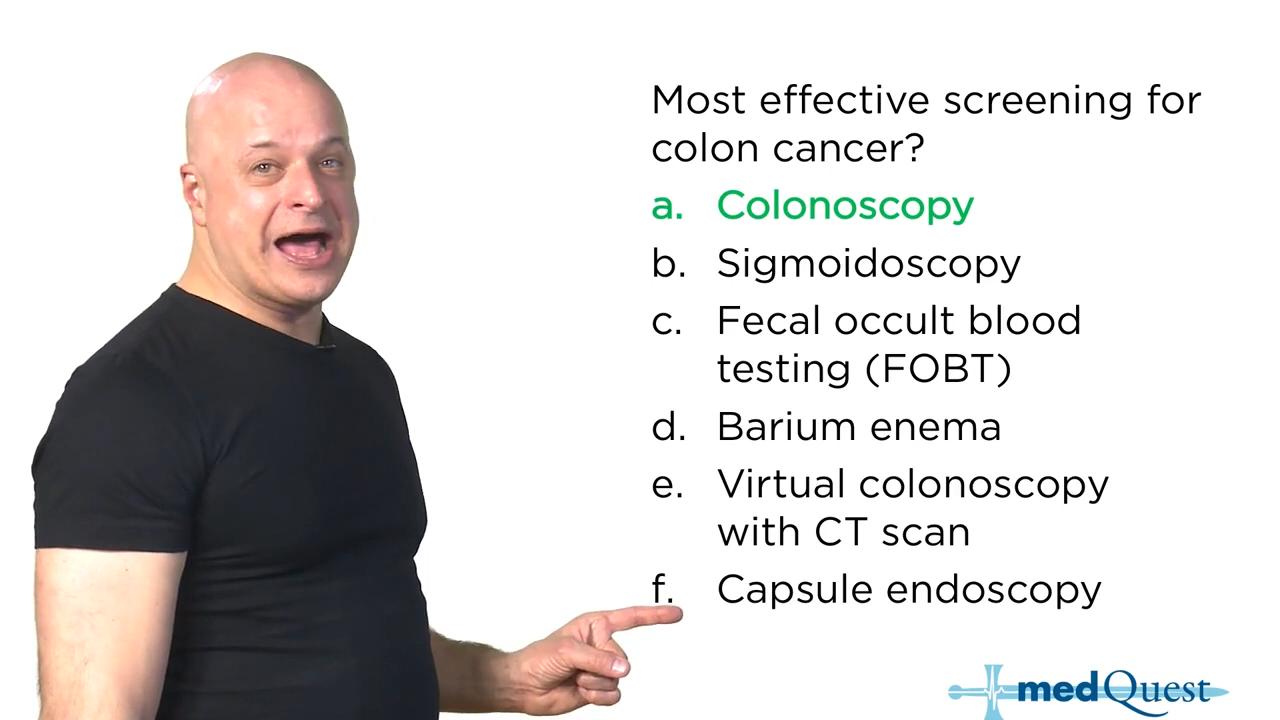 Most effective screening for
colon cancer?
a. Colonoscopy
b. Sigmoidoscopy
c. Fecal occult blood
testing (FOBT)
d. Barium enema
e. Virtual colonoscopy
with CT scan
f. Capsule endoscopy
medQuest